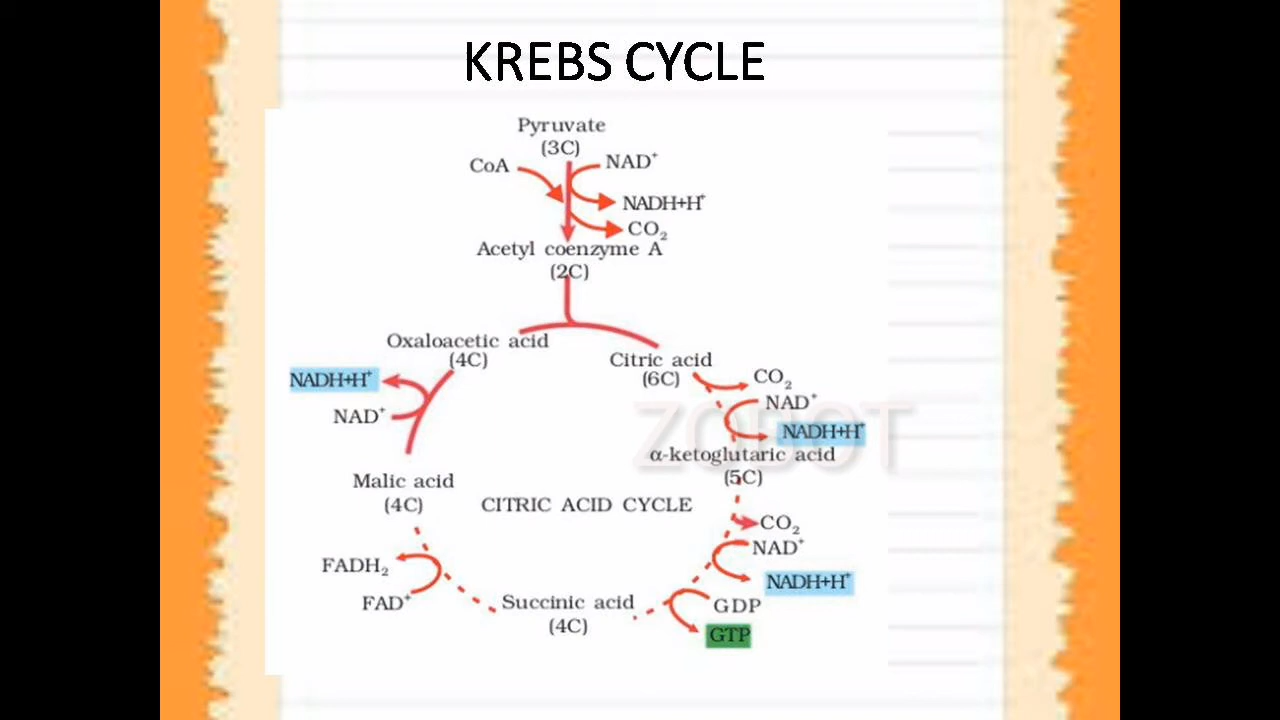 KREBS CYCLE
Pyruvate
(3C)
CoA
NAD⁺
NADH+H⁺
CO₂
Acetyl coenzyme A
(2C)
Oxaloacetic acid
(4C)
Citric acid
(6C)
NADH+H⁺
NAD⁺
CO₂
NAD⁺
NADH+H⁺
ZOBOT
α-ketoglutaric acid
(5C)
Malic acid
(4C)
CITRIC ACID CYCLE
CO₂
NAD⁺
NADH+H⁺
FADH₂
FAD⁺
Succinic acid
(4C)
GDP
GTP